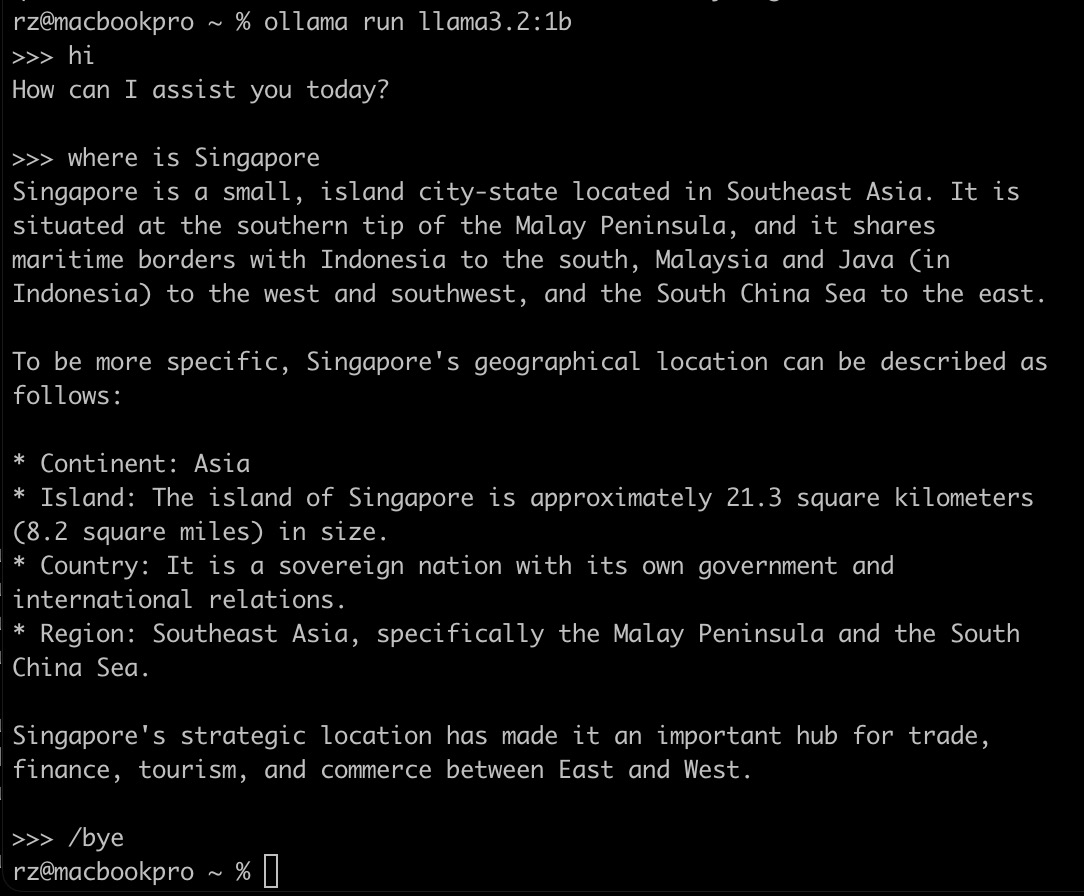 rz@macbookpro ~ % ollama run llama3.2:1b
>>> hi
How can I assist you today?
>>> where is Singapore
Singapore is a small, island city-state located in Southeast Asia. It is
situated at the southern tip of the Malay Peninsula, and it shares
maritime borders with Indonesia to the south, Malaysia and Java (in
Indonesia) to the west and southwest, and the South China Sea to the east.
To be more specific, Singapore's geographical location can be described as
follows:
* Continent: Asia
* Island: The island of Singapore is approximately 21.3 square kilometers
(8.2 square miles) in size.
* Country: It is a sovereign nation with its own government and
international relations.
* Region: Southeast Asia, specifically the Malay Peninsula and the South
China Sea.
Singapore's strategic location has made it an important hub for trade,
finance, tourism, and commerce between East and West.
>>> /bye
rz@macbookpro ~ %